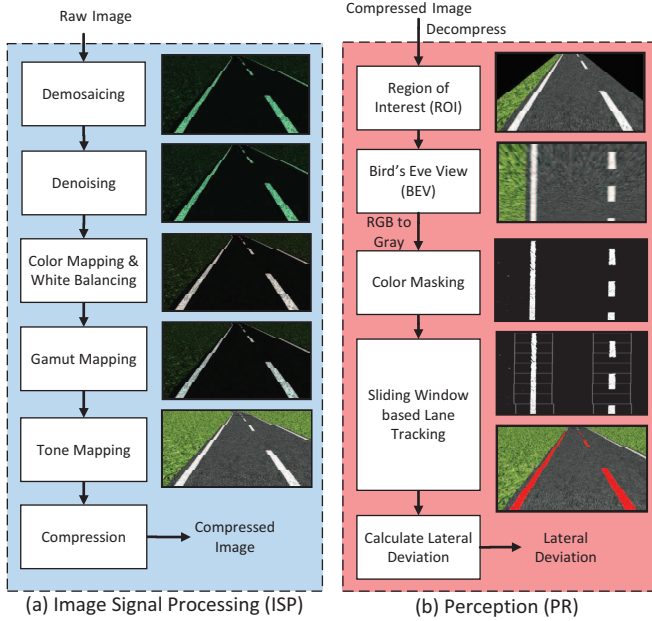 Raw Image
Demosaicing
Denoising
Color Mapping &
White Balancing
Gamut Mapping
Tone Mapping
Compression
Compressed
Image
(a) Image Signal Processing (ISP)
Compressed Image
Decompress
Region of
Interest (ROI)
Bird's Eye View
(BEV)
RGB to
Gray
Color Masking
Sliding Window
based Lane
Tracking
Calculate Lateral
Deviation
Lateral
Deviation
(b) Perception (PR)